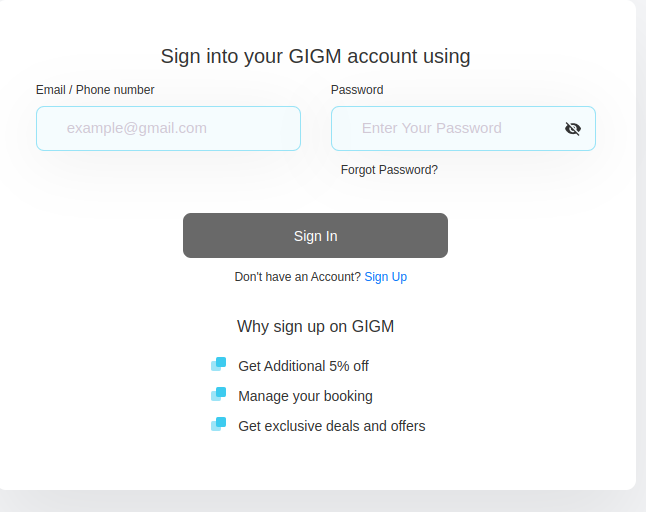 Sign into your GIGM account using
Email / Phone number
Password
example@gmail.com
Enter Your Password
Forgot Password?
Sign In
Don't have an Account? Sign Up
Why sign up on GIGM
Get Additional 5% off
Manage your booking
Get exclusive deals and offers